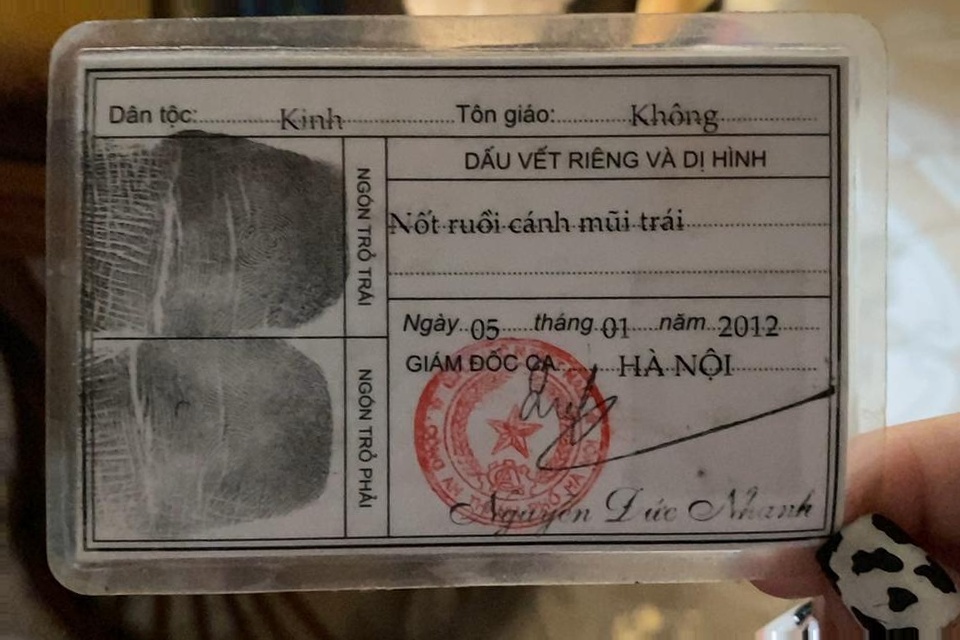 Dân tộc: Kinh Tôn giáo: Không
NGÓN TRỎ TRÁI
DẤU VẾT RIÊNG VÀ DỊ HÌNH
Nốt ruồi cánh mũi trái
NGÓN TRỎ PHẢI
Ngày 05 tháng 01 năm 2012
GIÁM ĐỐC CA HÀ NỘI
Nguyễn Đức Nhanh